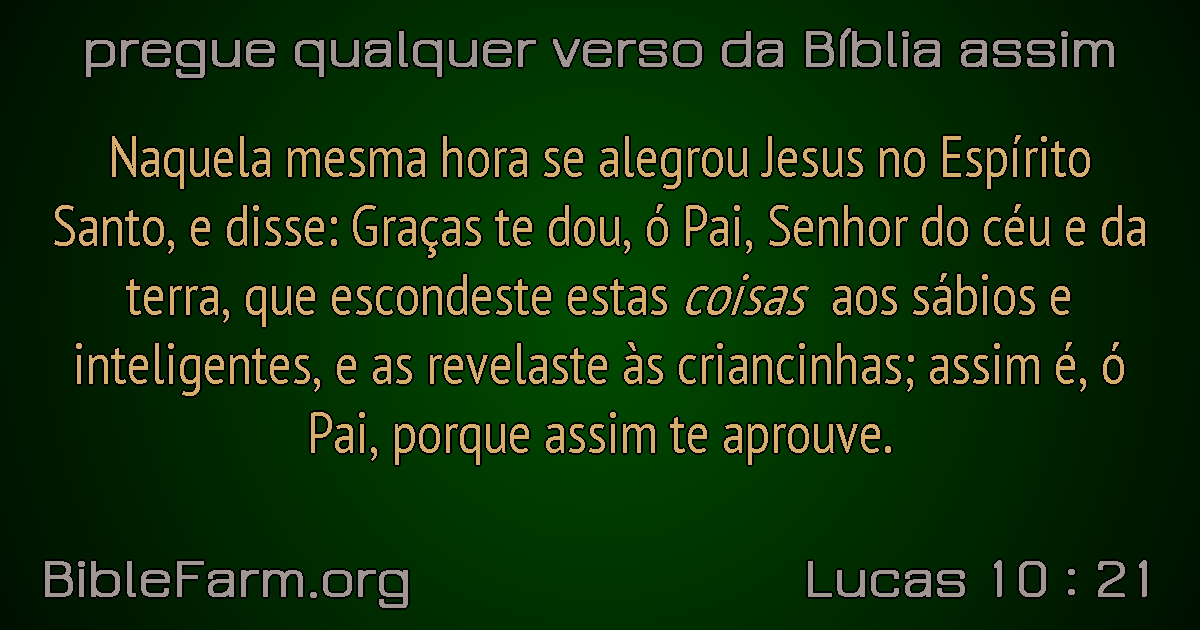 pregue qualquer verso da Bíblia assim
Naquela mesma hora se alegrou Jesus no Espírito
Santo, e disse: Graças te dou, ó Pai, Senhor do céu e da
terra, que escondeste estas coisas aos sábios e
inteligentes, e as revelaste às criancinhas; assim é, ó
Pai, porque assim te aprouve.
BibleFarm.org
Lucas 10 : 21